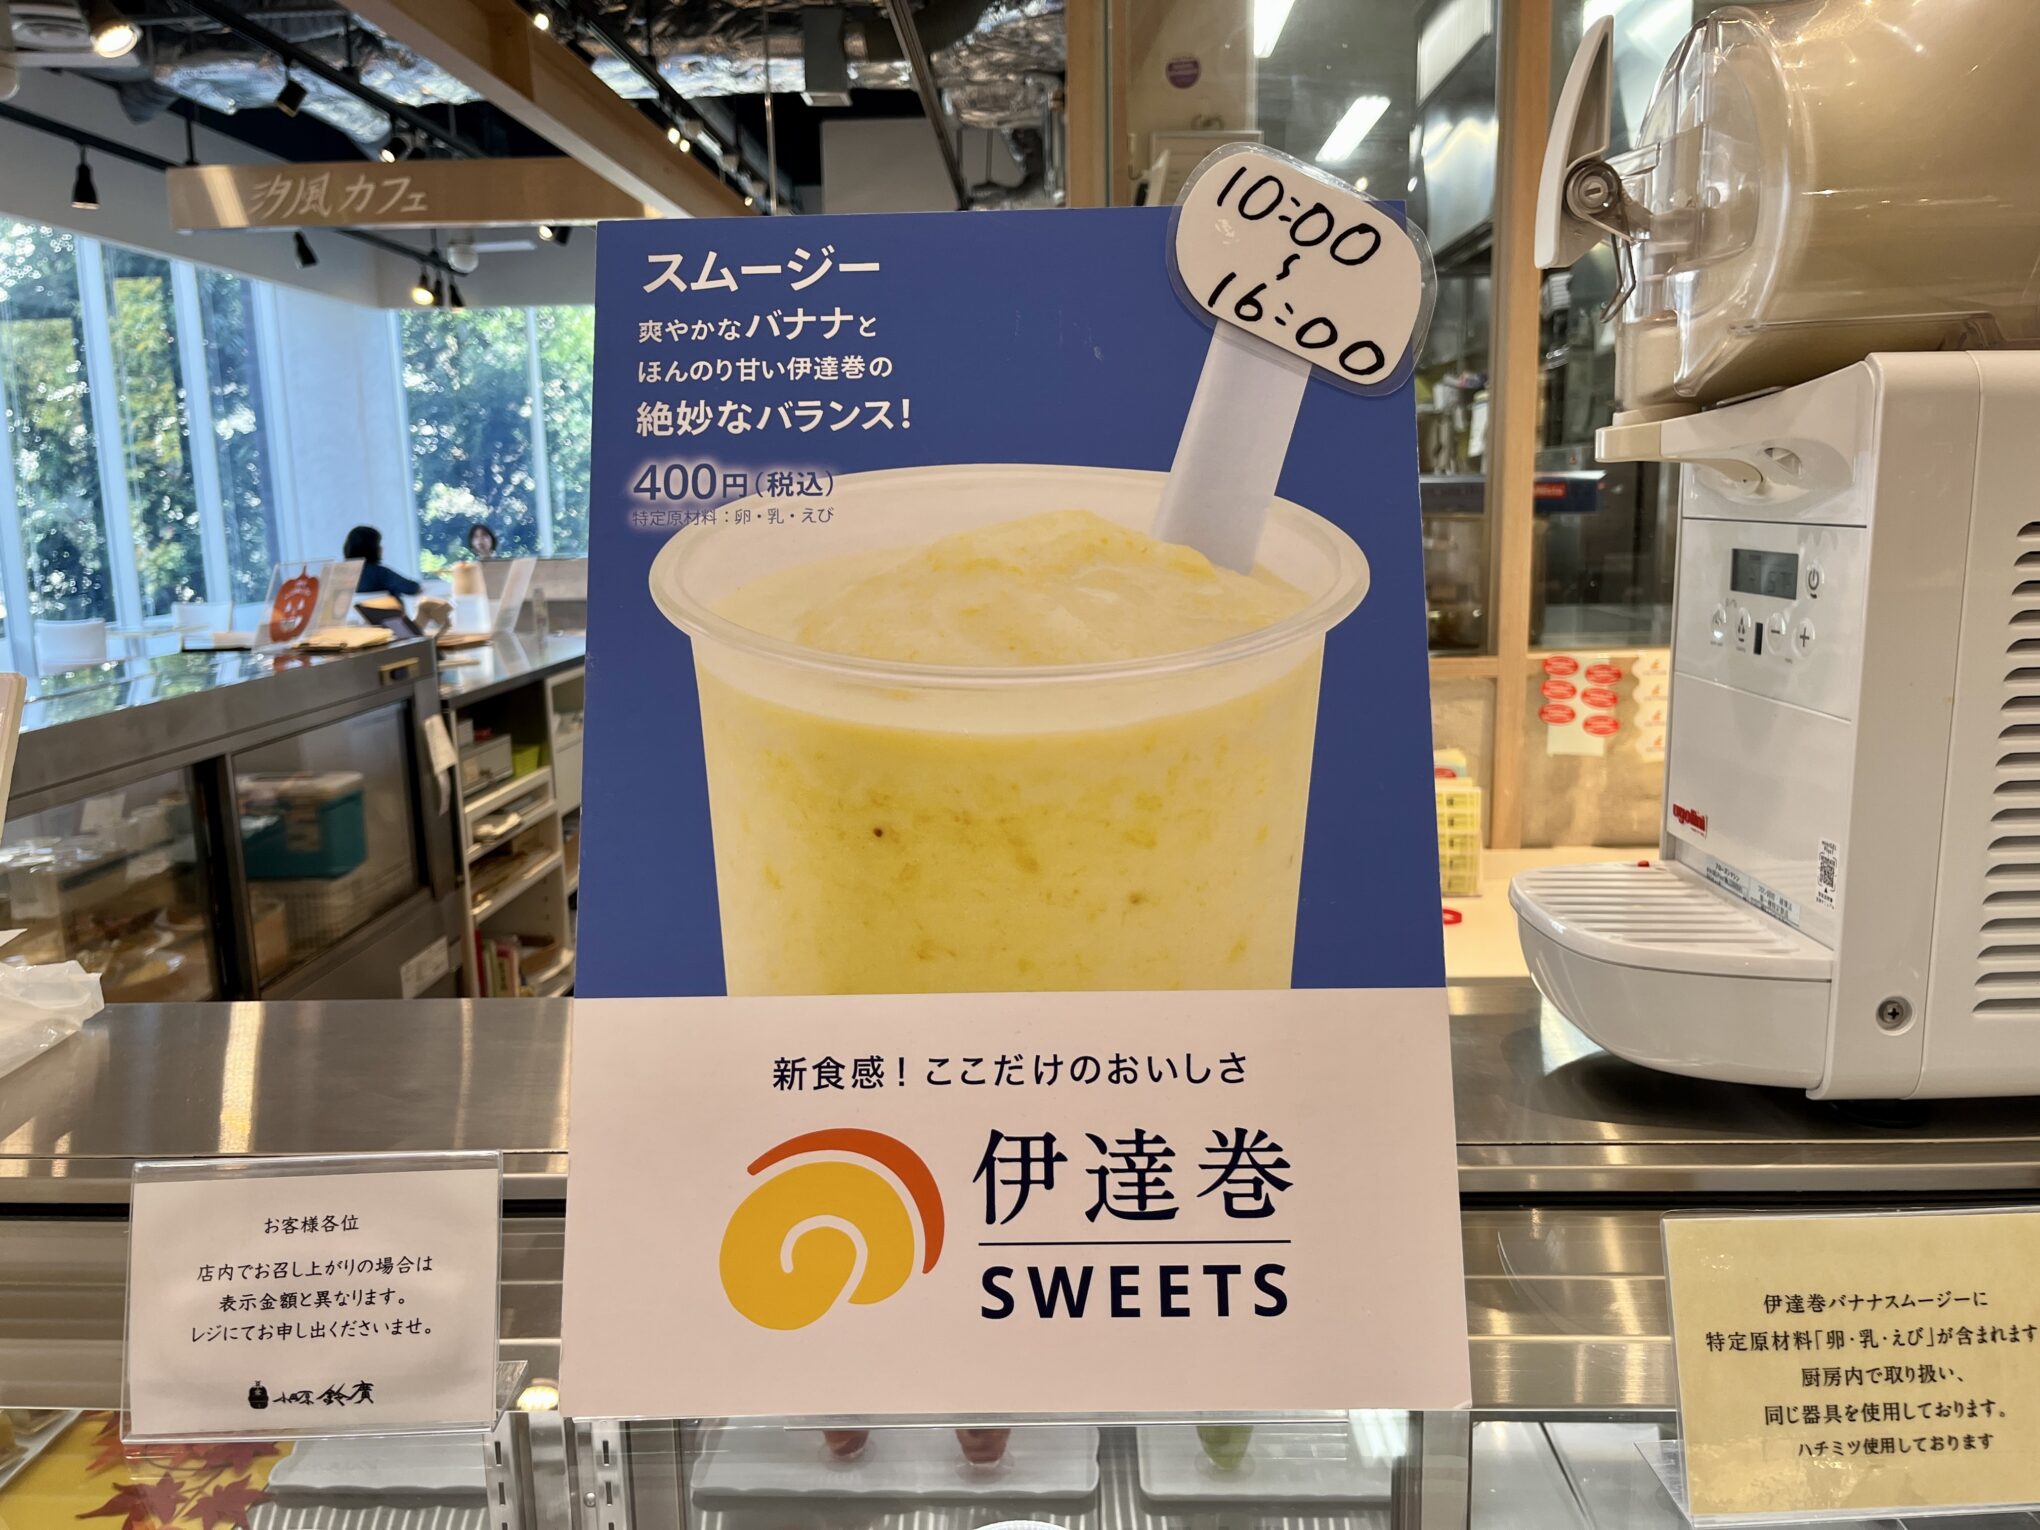 汐風カフェ
10:00
~
16:00
スムージー
爽やかなバナナと
ほんのり甘い伊達巻の
絶妙なバランス!
400円(税込)
特定原材料:卵・乳・えび
新食感!ここだけのおいしさ
伊達巻
SWEETS
ugolini
お客様各位
店内でお召し上がりの場合は
表示金額と異なります。
レジにてお申し出くださいませ。
小田原 鈴廣
伊達巻バナナスムージーに
特定原材料「卵・乳・えび」が含まれます
厨房内で取り扱い、
同じ器具を使用しております。
ハチミツ使用しております